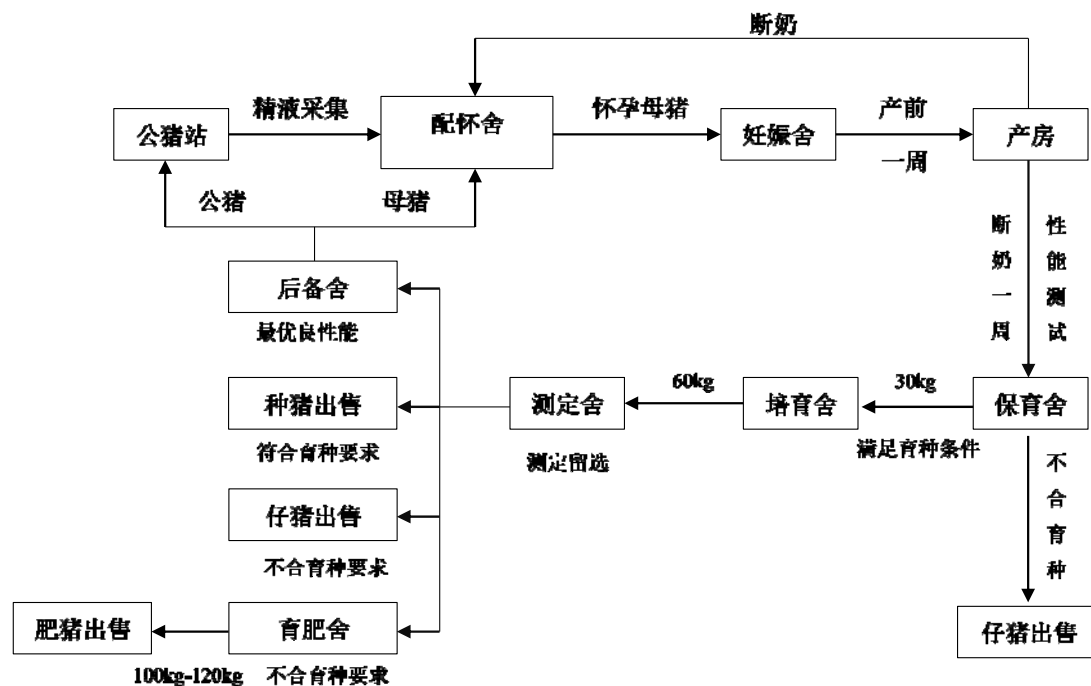 断奶
精液采集
怀孕母猪
产前
公猪站
配怀舍
妊娠舍
产房
一周
公猪
母猪
断奶一周
性能测试
后备舍
最优良性能
60kg
30kg
种猪出售
测定舍
培育舍
保育舍
符合育种要求
测定留选
满足育种条件
不合育种
仔猪出售
不合育种要求
肥猪出售
育肥舍
仔猪出售
100kg-120kg
不合育种要求